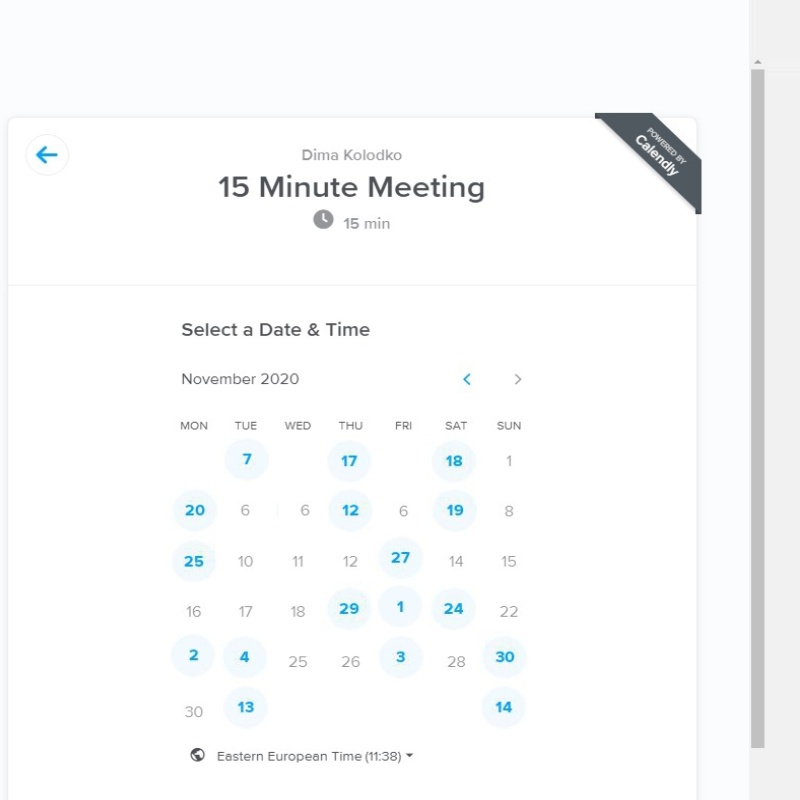 POWERED BY
Calendly
Dima Kolodko
15 Minute Meeting
15 min
Select a Date & Time
November 2020
MON TUE WED THU FRI SAT SUN
7 17 18 1
20 6 6 12 6 19 8
25 10 11 12 27 14 15
16 17 18 29 1 24 22
2 4 25 26 3 28 30
30 13 14
Eastern European Time (11:38)